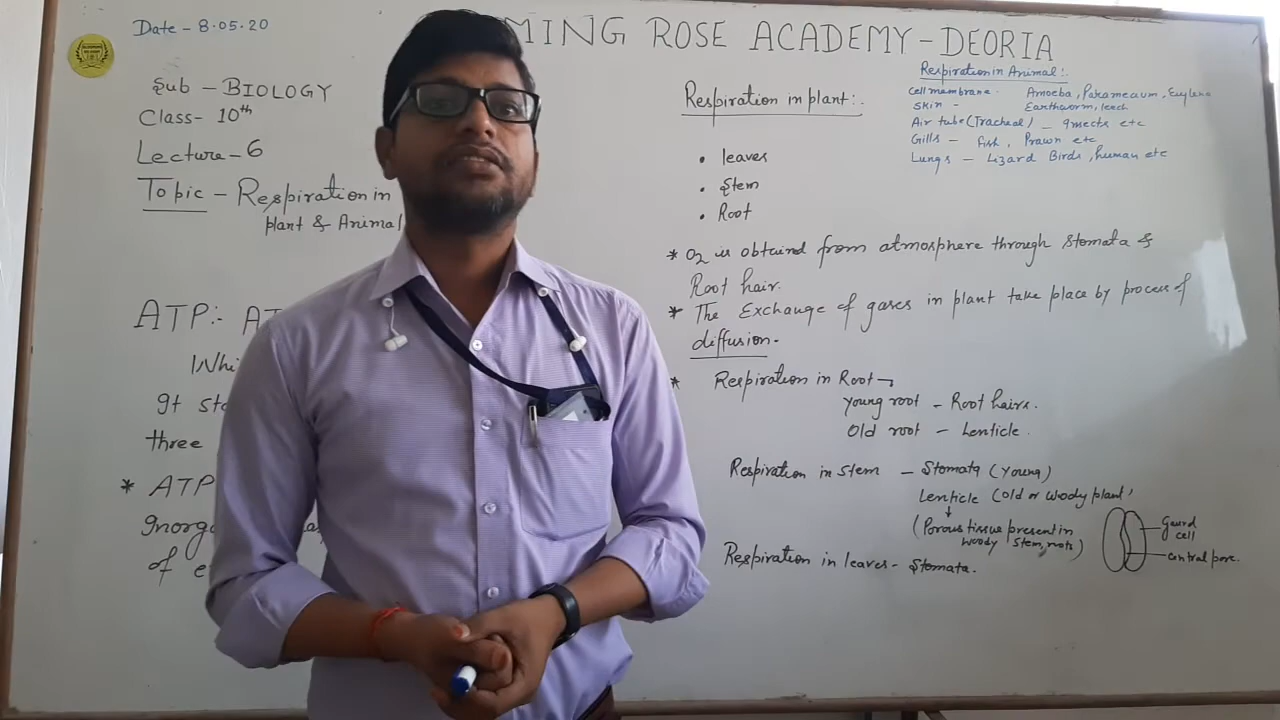 Date - 8.05.20
MING ROSE ACADEMY-DEORIA
Sub - BIOLOGY
Class- 10th
Lecture-6
Topic - Respiration in
plant & Animal
ATP:- AT
Whi
It sto
three
* ATP
Inorg
of e
Respiration in plant:-
• leaves
• Stem
• Root
Respiration in Animal:-
Cell membrane - Amoeba, Paramecium, Euglena
Skin - Earthworm, leech
Air tube (Tracheal) - Insects etc
Gills - Fish, Prawn etc
Lungs - Lizard Birds, human etc
* O2 is obtained from atmosphere through Stomata &
Root hair.
* The Exchange of gases in plant take place by process of
diffusion.
* Respiration in Root
young root - Root hairs.
Old root - Lenticle.
Respiration in stem - Stomata (young)
Lenticle (old or woody plant)
(Porous tissue present in
woody stem, roots)
Gaurd
cell
central pore.
Respiration in leaves- Stomata.